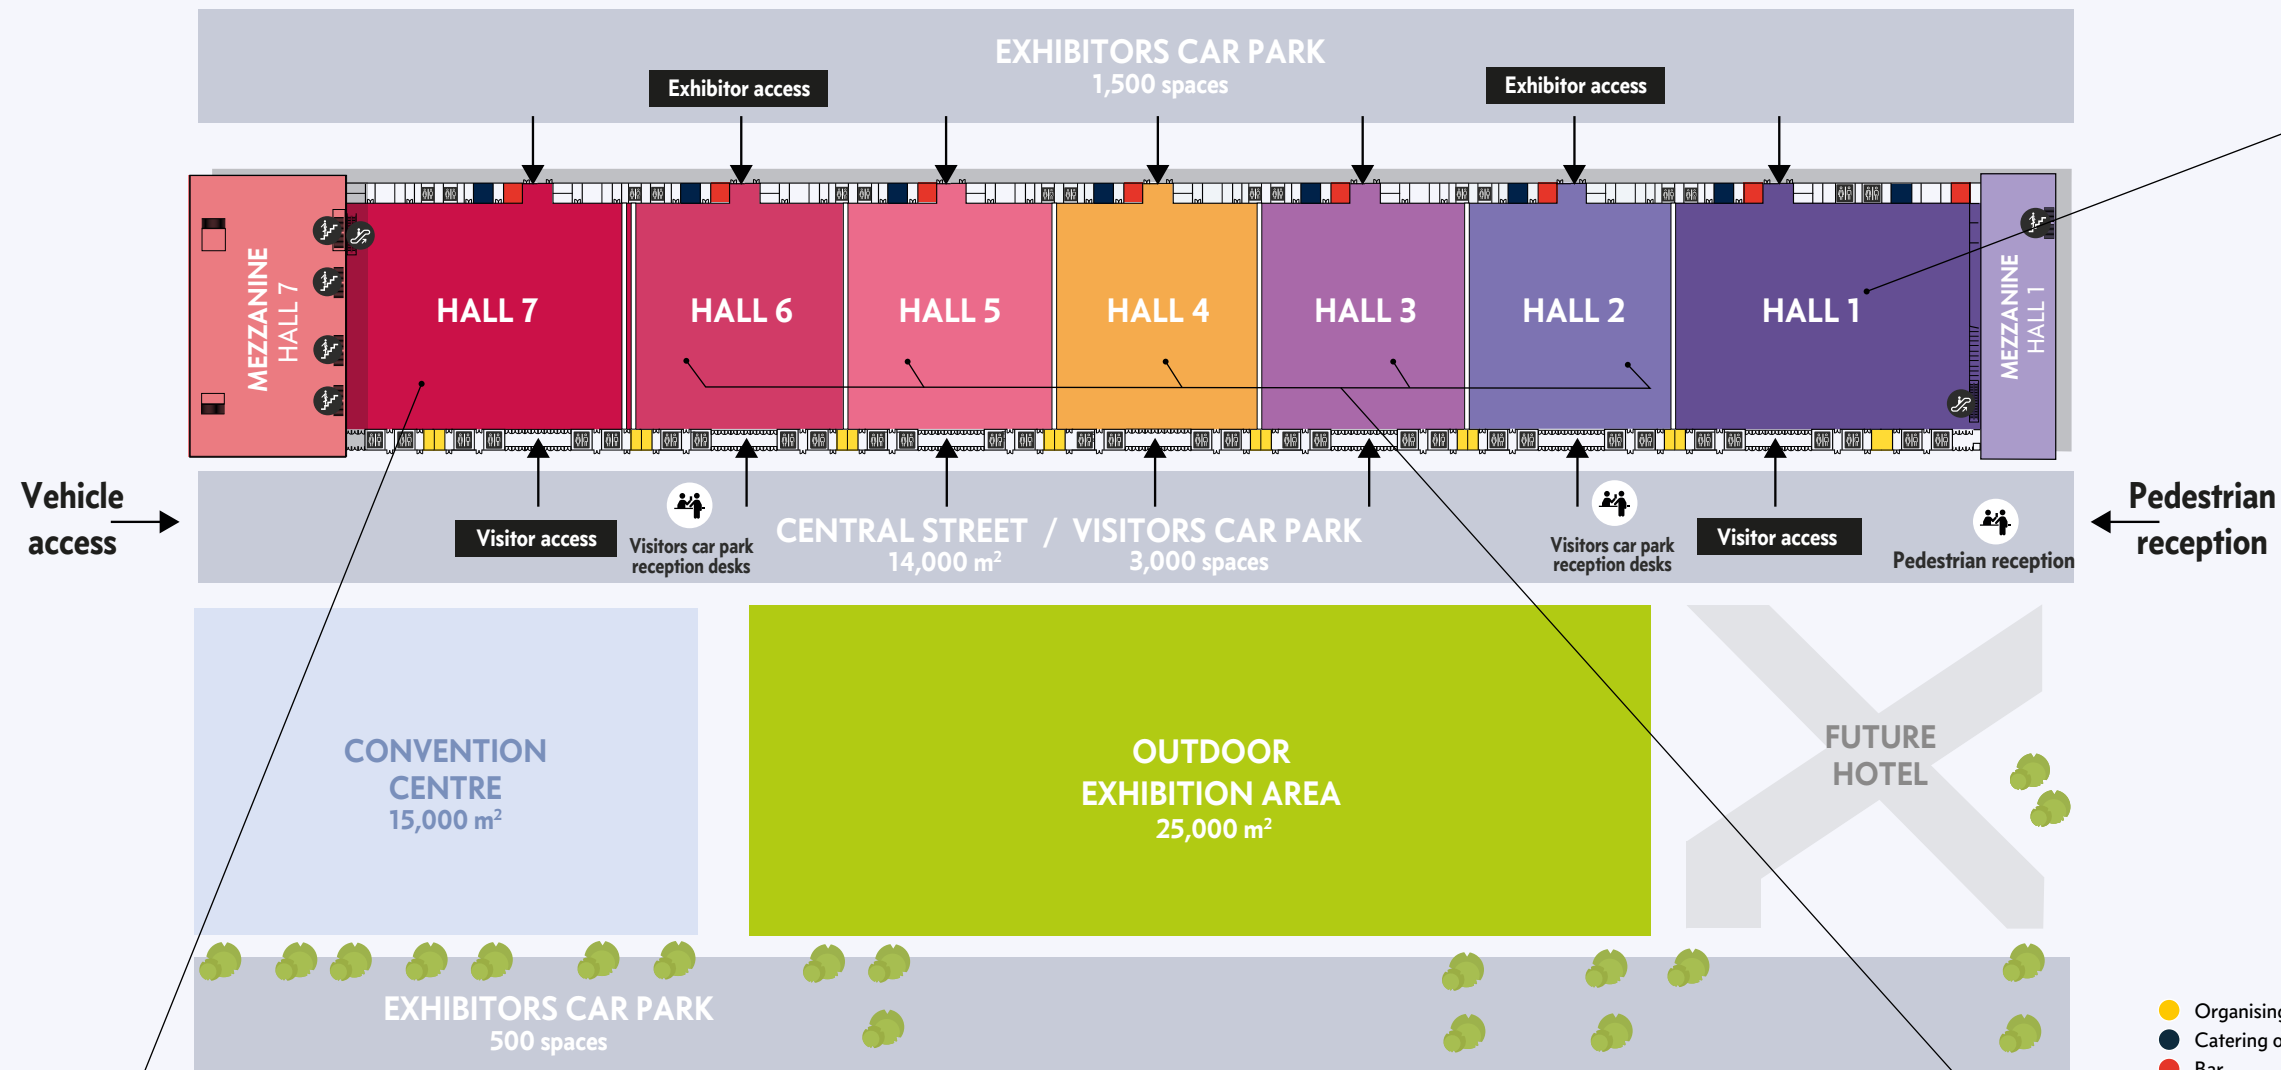 EXHIBITORS CAR PARK
1,500 spaces
Exhibitor access
Exhibitor access
MEZZANINE
HALL 7
HALL 7
HALL 6
HALL 5
HALL 4
HALL 3
HALL 2
HALL 1
MEZZANINE
HALL 1
Vehicle
access
Visitor access
Visitors car park
reception desks
CENTRAL STREET / VISITORS CAR PARK
14,000 m²
3,000 spaces
Visitors car park
reception desks
Visitor access
Pedestrian reception
Pedestrian
reception
CONVENTION
CENTRE
15,000 m²
OUTDOOR
EXHIBITION AREA
25,000 m²
FUTURE
HOTEL
EXHIBITORS CAR PARK
500 spaces
Organising
Catering o
Bar